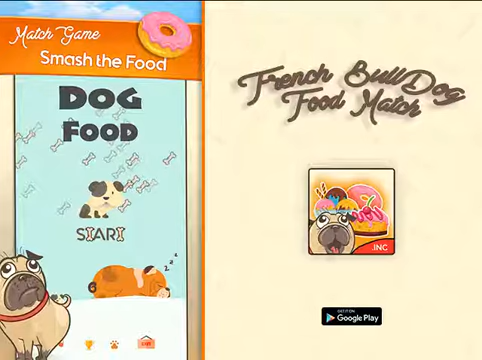 Match Game
Smash the Food
DOG
FOOD
START
French BullDog
Food Match
.INC
GET IT ON
Google Play